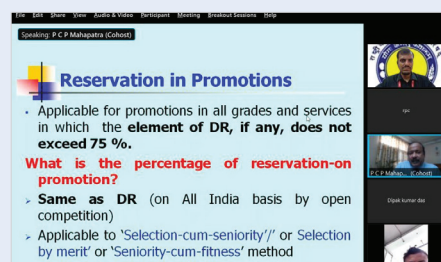 File Edit Share View Audio & Video Participant Meeting Breakout Sessions Help
Speaking: P C P Mahapatra (Cohost)
Reservation in Promotions
• Applicable for promotions in all grades and services
in which the element of DR, if any, does not
exceed 75 %.
What is the percentage of reservation-on
promotion?
➢ Same as DR (on All India basis by open
competition)
➢ Applicable to 'Selection-cum-seniority'/' or Selection
by merit' or 'Seniority-cum-fitness' method
P C P Mahap... (Cohost)
Dipak kumar das